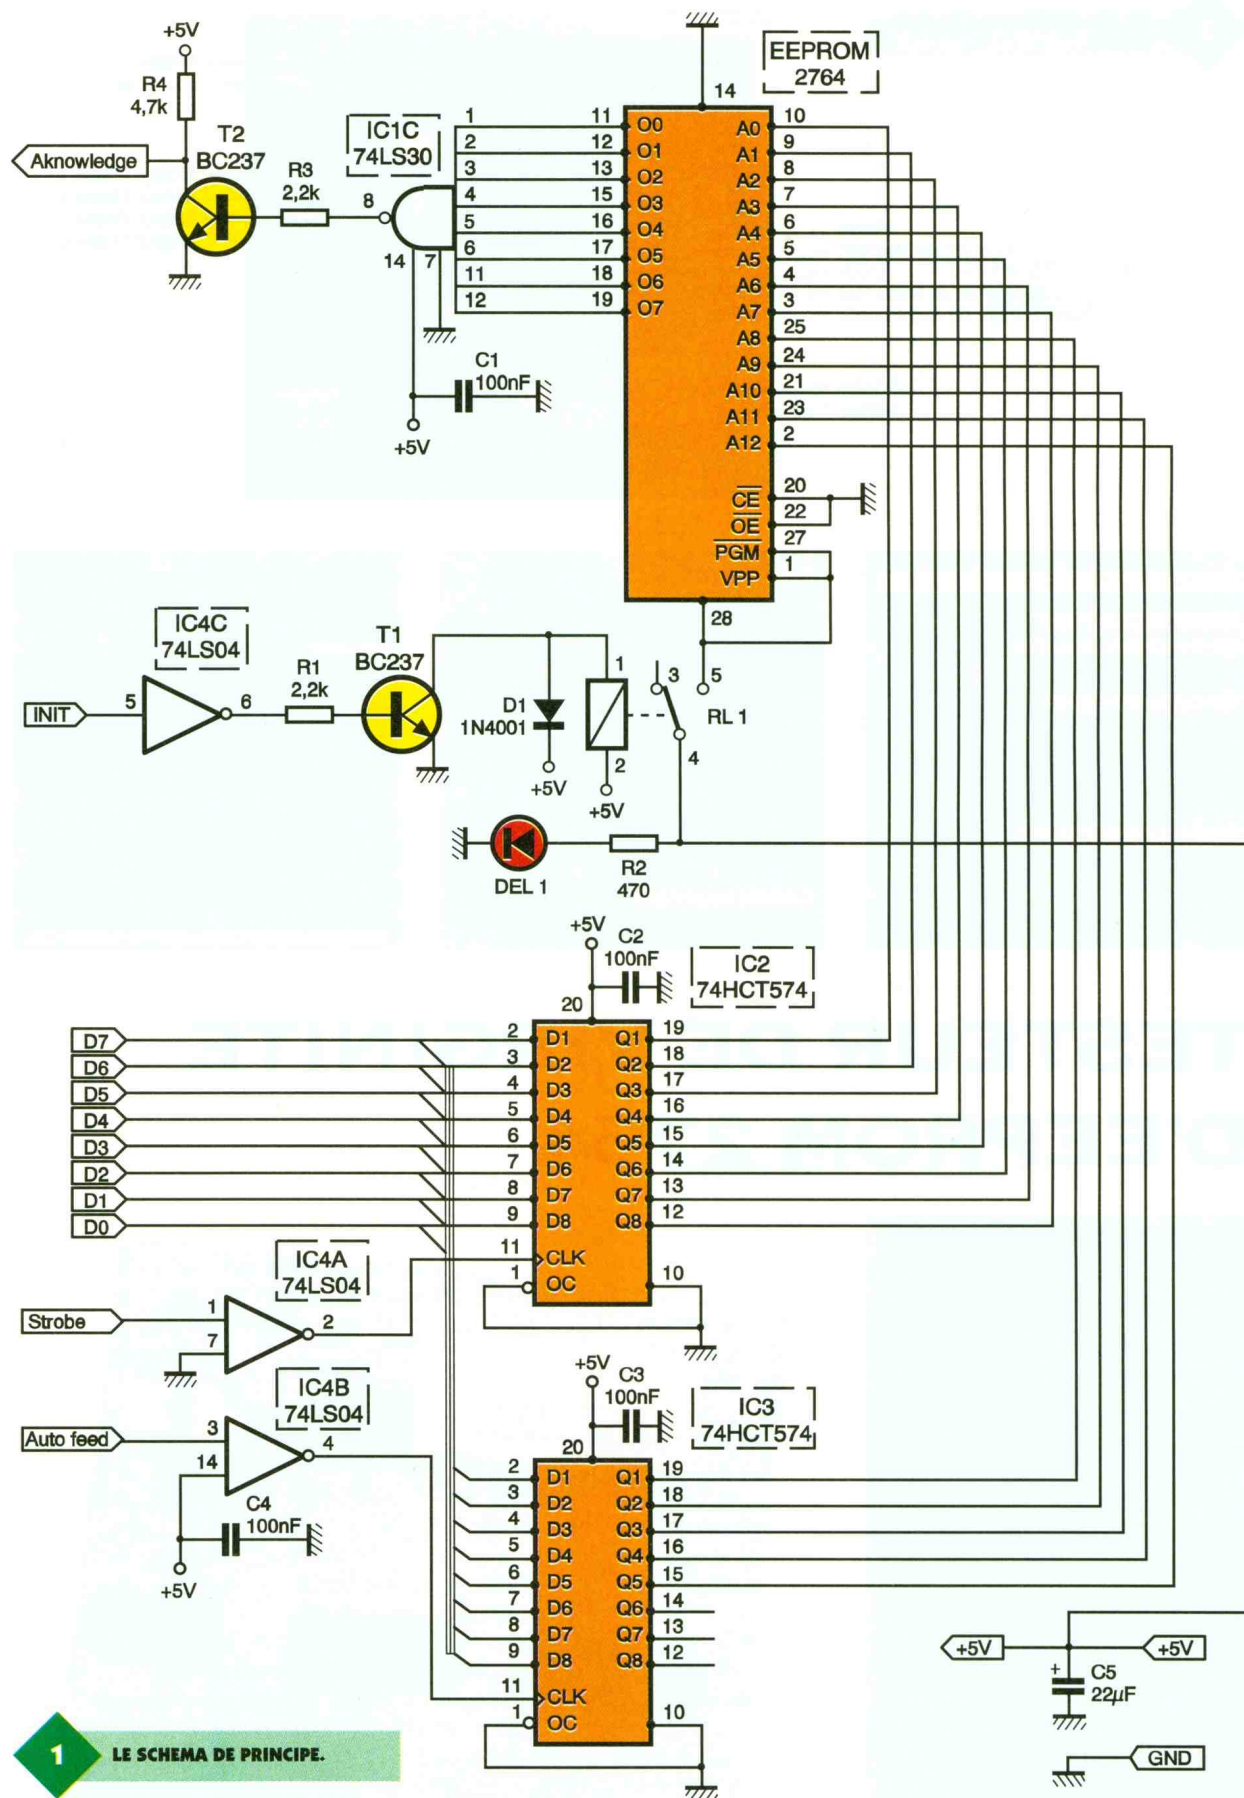 +5V
R4
4,7k
T2
BC237
Aknowledge
R3
2,2k
8
IC1C
74LS30
14
7
1
2
3
4
5
6
11
12
11
12
13
15
16
17
18
19
C1
100nF
+5V
EEPROM
2764
14
O0
O1
O2
O3
O4
O5
O6
O7
A0
A1
A2
A3
A4
A5
A6
A7
A8
A9
A10
A11
A12
CE
OE
PGM
VPP
10
9
8
7
6
5
4
3
25
24
21
23
2
20
22
27
1
28
IC4C
74LS04
INIT
5
6
R1
2,2k
T1
BC237
D1
1N4001
+5V
1
2
+5V
3
5
RL 1
4
DEL 1
R2
470
+5V
C2
100nF
IC2
74HCT574
20
D7
D6
D5
D4
D3
D2
D1
D0
2
3
4
5
6
7
8
9
11
1
D1
D2
D3
D4
D5
D6
D7
D8
CLK
OC
Q1
Q2
Q3
Q4
Q5
Q6
Q7
Q8
19
18
17
16
15
14
13
12
10
IC4A
74LS04
Strobe
1
7
2
IC4B
74LS04
Auto feed
3
14
4
C4
100nF
+5V
+5V
C3
100nF
IC3
74HCT574
20
2
3
4
5
6
7
8
9
11
1
D1
D2
D3
D4
D5
D6
D7
D8
CLK
OC
Q1
Q2
Q3
Q4
Q5
Q6
Q7
Q8
19
18
17
16
15
14
13
12
10
+5V
+5V
+
C5
22µF
GND
1
LE SCHEMA DE PRINCIPE.